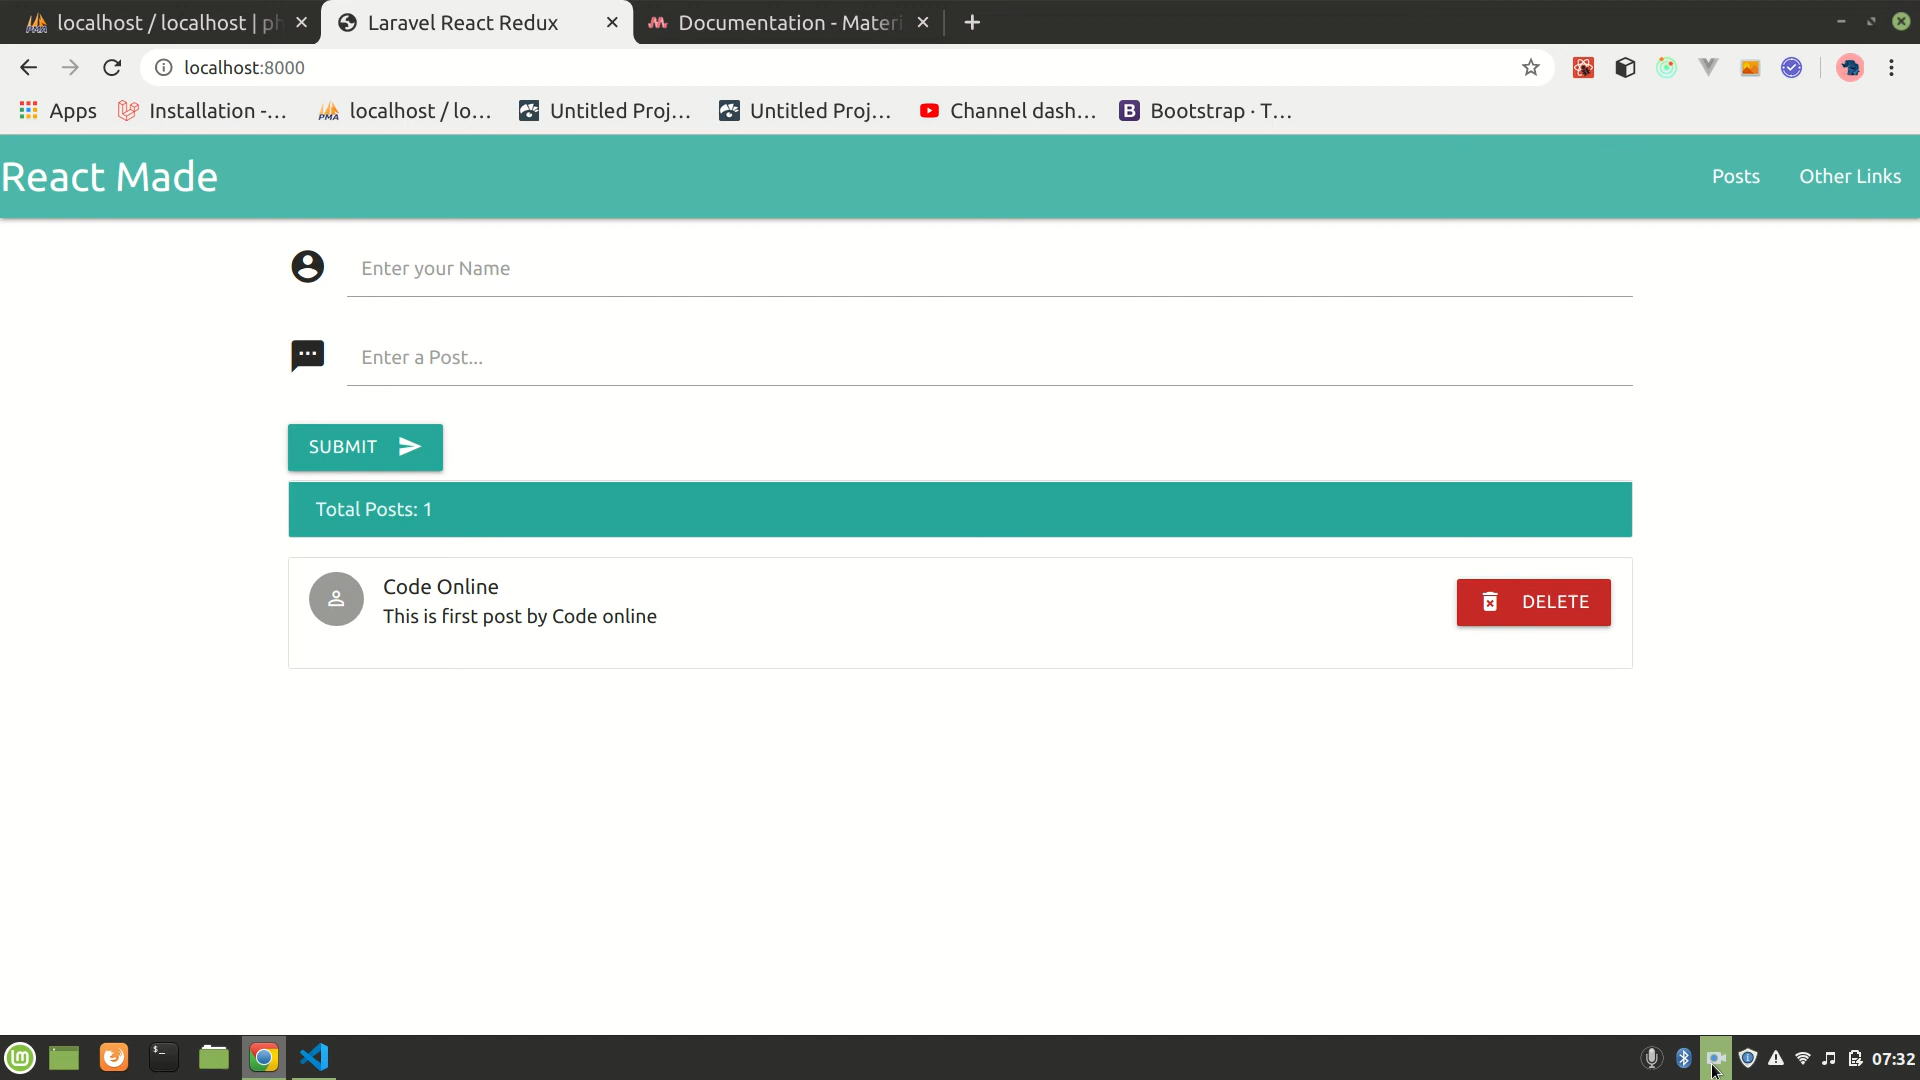 localhost / localhost | ph
Laravel React Redux
Documentation - Materi
localhost:8000
Apps
Installation -...
PMA
localhost / lo...
Untitled Proj...
Untitled Proj...
Channel dash...
B
Bootstrap · T...
React Made
Posts
Other Links
Enter your Name
Enter a Post...
SUBMIT
Total Posts: 1
Code Online
This is first post by Code online
DELETE
07:32